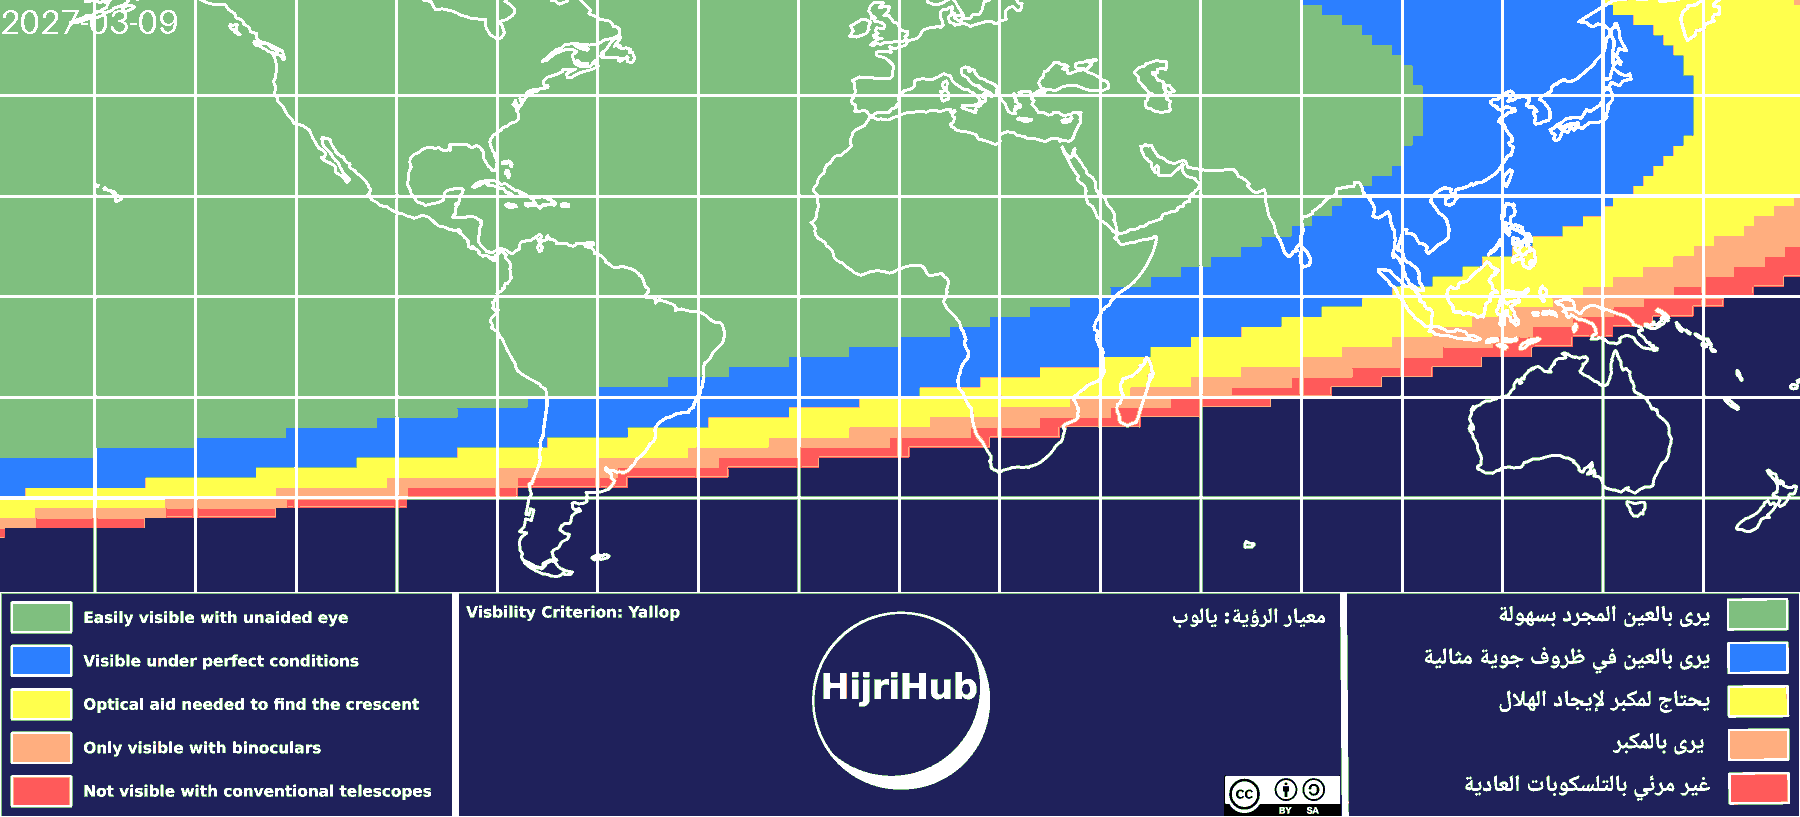 2027-03-09
Easily visible with unaided eye
Visible under perfect conditions
Optical aid needed to find the crescent
Only visible with binoculars
Not visible with conventional telescopes
Visbility Criterion: Yallop
معيار الرؤية: يالوب
HijriHub
cc
BY SA
يرى بالعين المجرد بسهولة
يرى بالعين في ظروف جوية مثالية
يحتاج لمكبر لإيجاد الهلال
يرى بالمكبر
غير مرئي بالتلسكوبات العادية